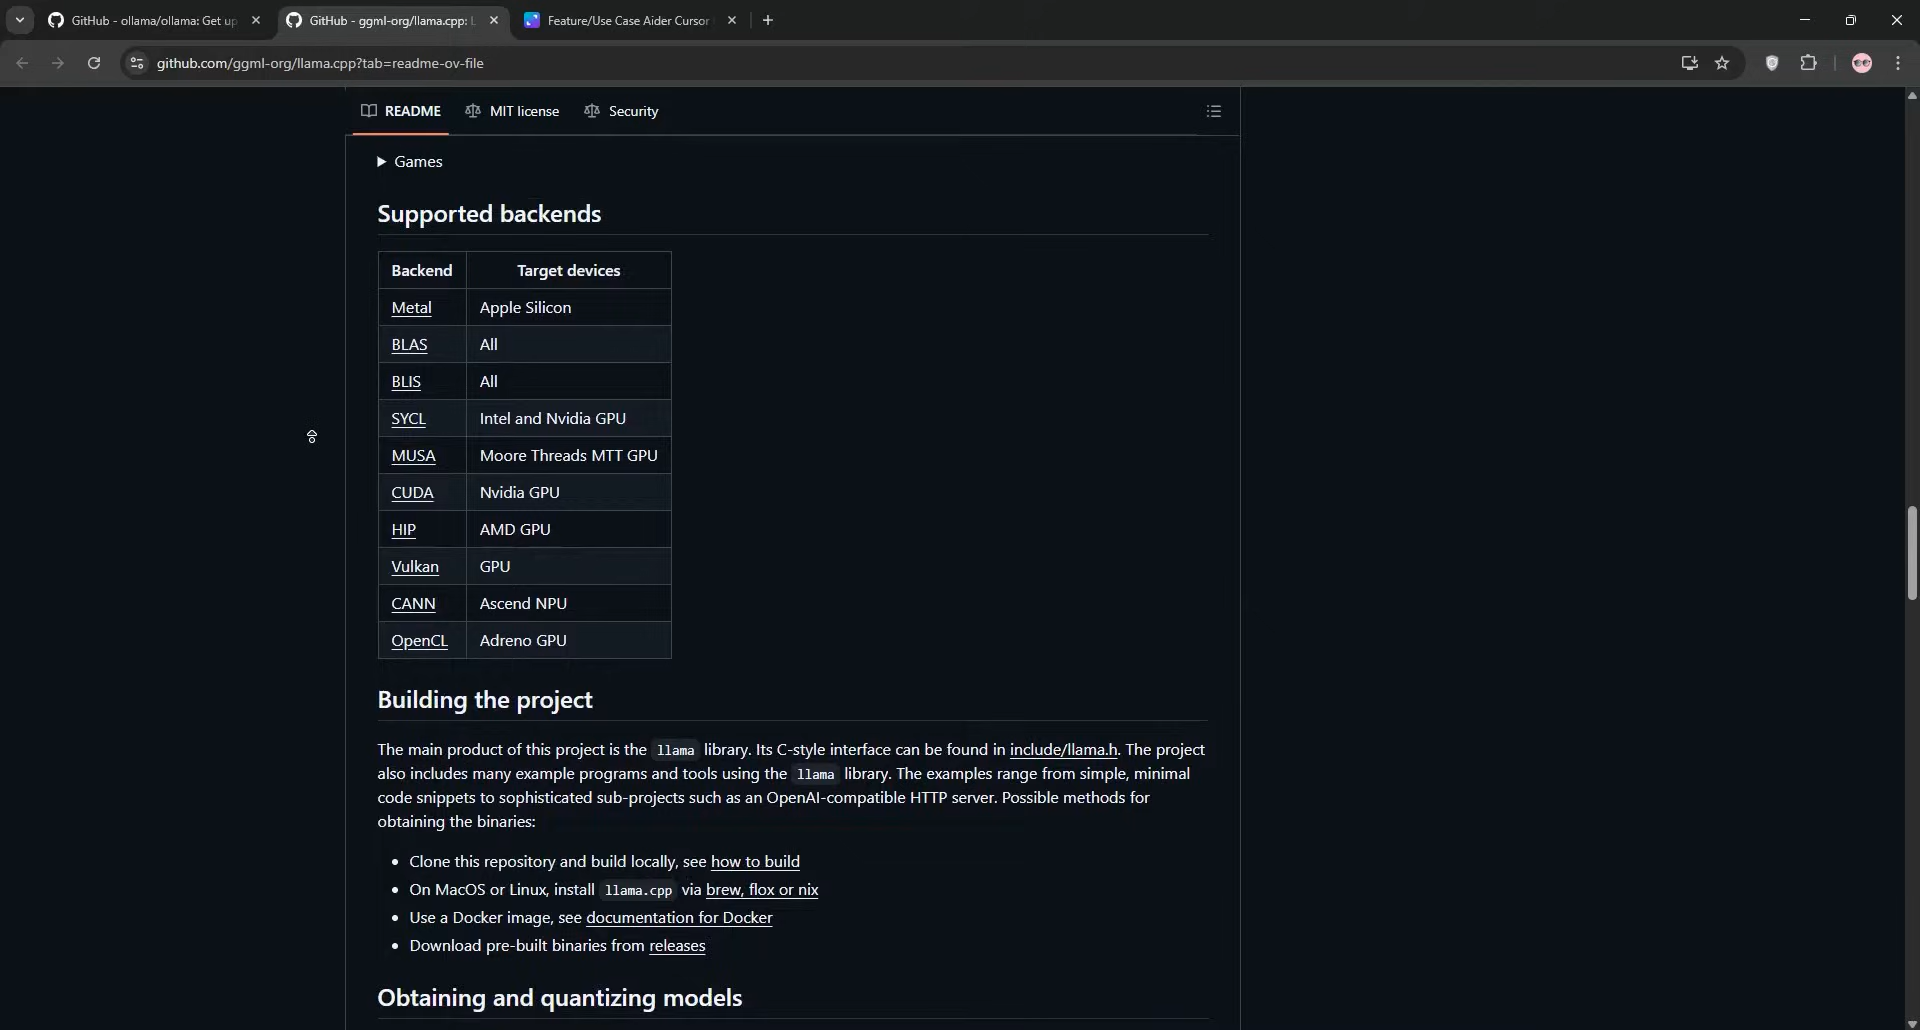 GitHub - ollama/ollama: Get up
GitHub - ggml-org/llama.cpp: L
Feature/Use Case Aider Cursor
github.com/ggml-org/llama.cpp?tab=readme-ov-file
README MIT license Security
Games
Supported backends
Backend Target devices
Metal Apple Silicon
BLAS All
BLIS All
SYCL Intel and Nvidia GPU
MUSA Moore Threads MTT GPU
CUDA Nvidia GPU
HIP AMD GPU
Vulkan GPU
CANN Ascend NPU
OpenCL Adreno GPU
Building the project
The main product of this project is the llama library. Its C-style interface can be found in include/llama.h. The project
also includes many example programs and tools using the llama library. The examples range from simple, minimal
code snippets to sophisticated sub-projects such as an OpenAI-compatible HTTP server. Possible methods for
obtaining the binaries:
• Clone this repository and build locally, see how to build
• On MacOS or Linux, install llama.cpp via brew, flox or nix
• Use a Docker image, see documentation for Docker
• Download pre-built binaries from releases
Obtaining and quantizing models